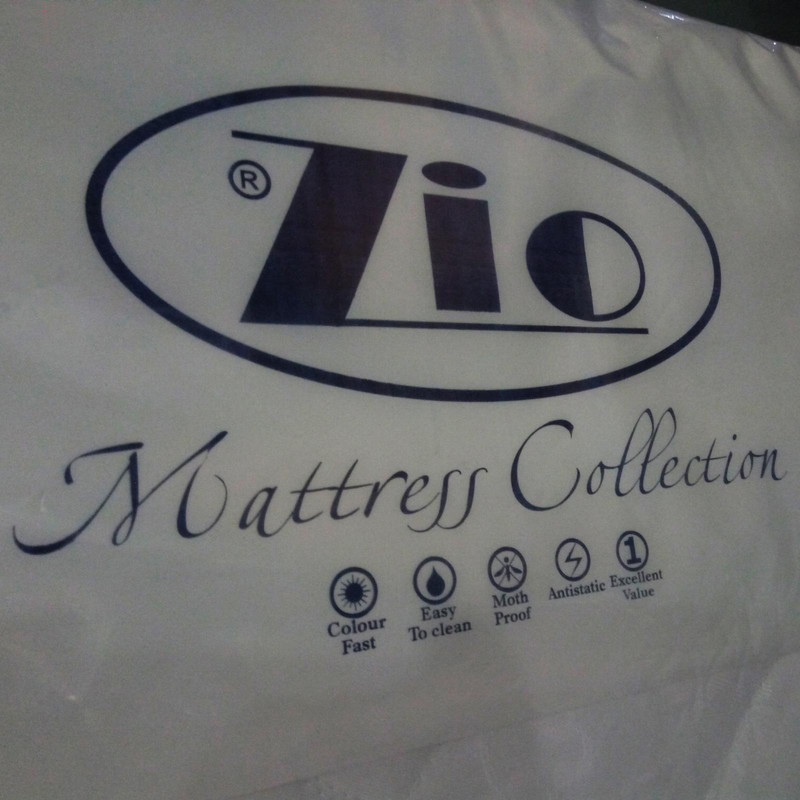 ® Zio
Mattress Collection
Colour Fast
Easy To clean
Moth Proof
Antistatic
1 Excellent Value